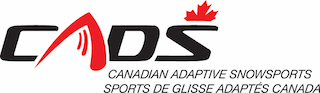 CADS
CANADIAN ADAPTIVE SNOWSPORTS
SPORTS DE GLISSE ADAPTÉS CANADA